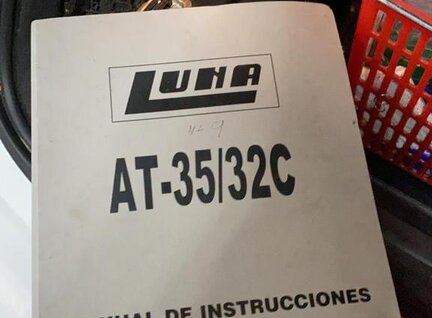 LUNA
AT-35/32C
MANUAL DE INSTRUCCIONES